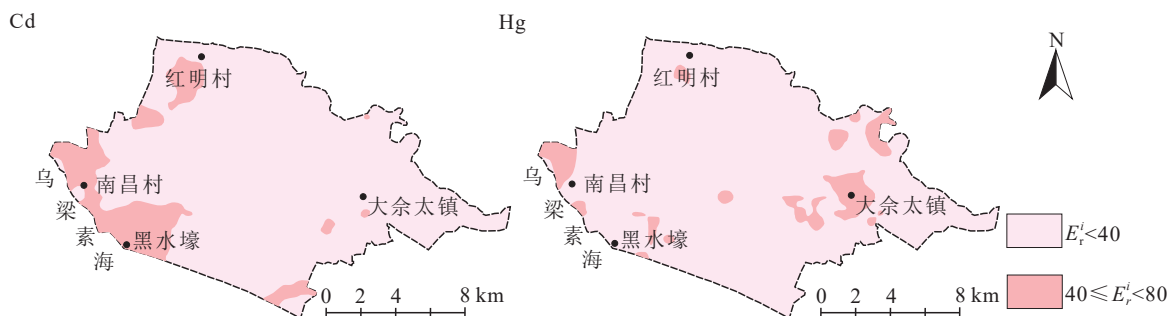 Cd
红明村
乌梁素海
南昌村
黑水壕
大佘太镇
0 2 4 8 km
Hg
红明村
乌梁素海
南昌村
黑水壕
大佘太镇
0 2 4 8 km
N
E_r^i<40
40≤E_r^i<80